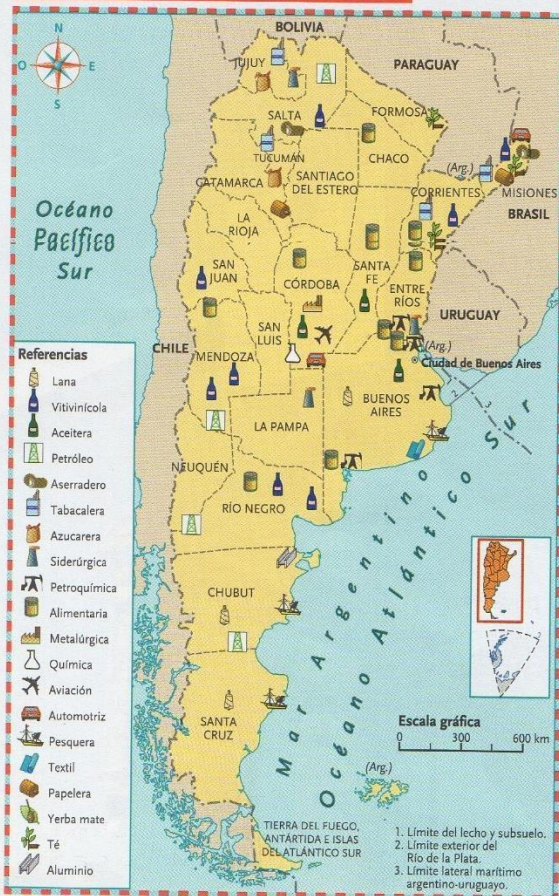 BOLIVIA
PARAGUAY
N
O
E
S
JUJUY
SALTA
FORMOSA
TUCUMÁN
CHACO
(Arg.)
CATAMARCA
SANTIAGO
DEL ESTERO
CORRIENTES
MISIONES
BRASIL
LA
RIOJA
Océano
Pacífico
Sur
SAN
JUAN
CÓRDOBA
SANTA
FE
ENTRE
RÍOS
URUGUAY
CHILE
SAN
LUIS
MENDOZA
(Arg.)
Ciudad de Buenos Aires
BUENOS
AIRES
1
2
3
LA PAMPA
NEUQUÉN
RÍO NEGRO
CHUBUT
SANTA
CRUZ
Mar Argentino
Océano Atlántico Sur
(Arg.)
TIERRA DEL FUEGO,
ANTÁRTIDA E ISLAS
DEL ATLÁNTICO SUR
Referencias
Lana
Vitivinícola
Aceitera
Petróleo
Aserradero
Tabacalera
Azucarera
Siderúrgica
Petroquímica
Alimentaria
Metalúrgica
Química
Aviación
Automotriz
Pesquera
Textil
Papelera
Yerba mate
Té
Aluminio
Escala gráfica
0 300 600 km
1. Límite del lecho y subsuelo.
2. Límite exterior del
Río de la Plata.
3. Límite lateral marítimo
argentino-uruguayo.